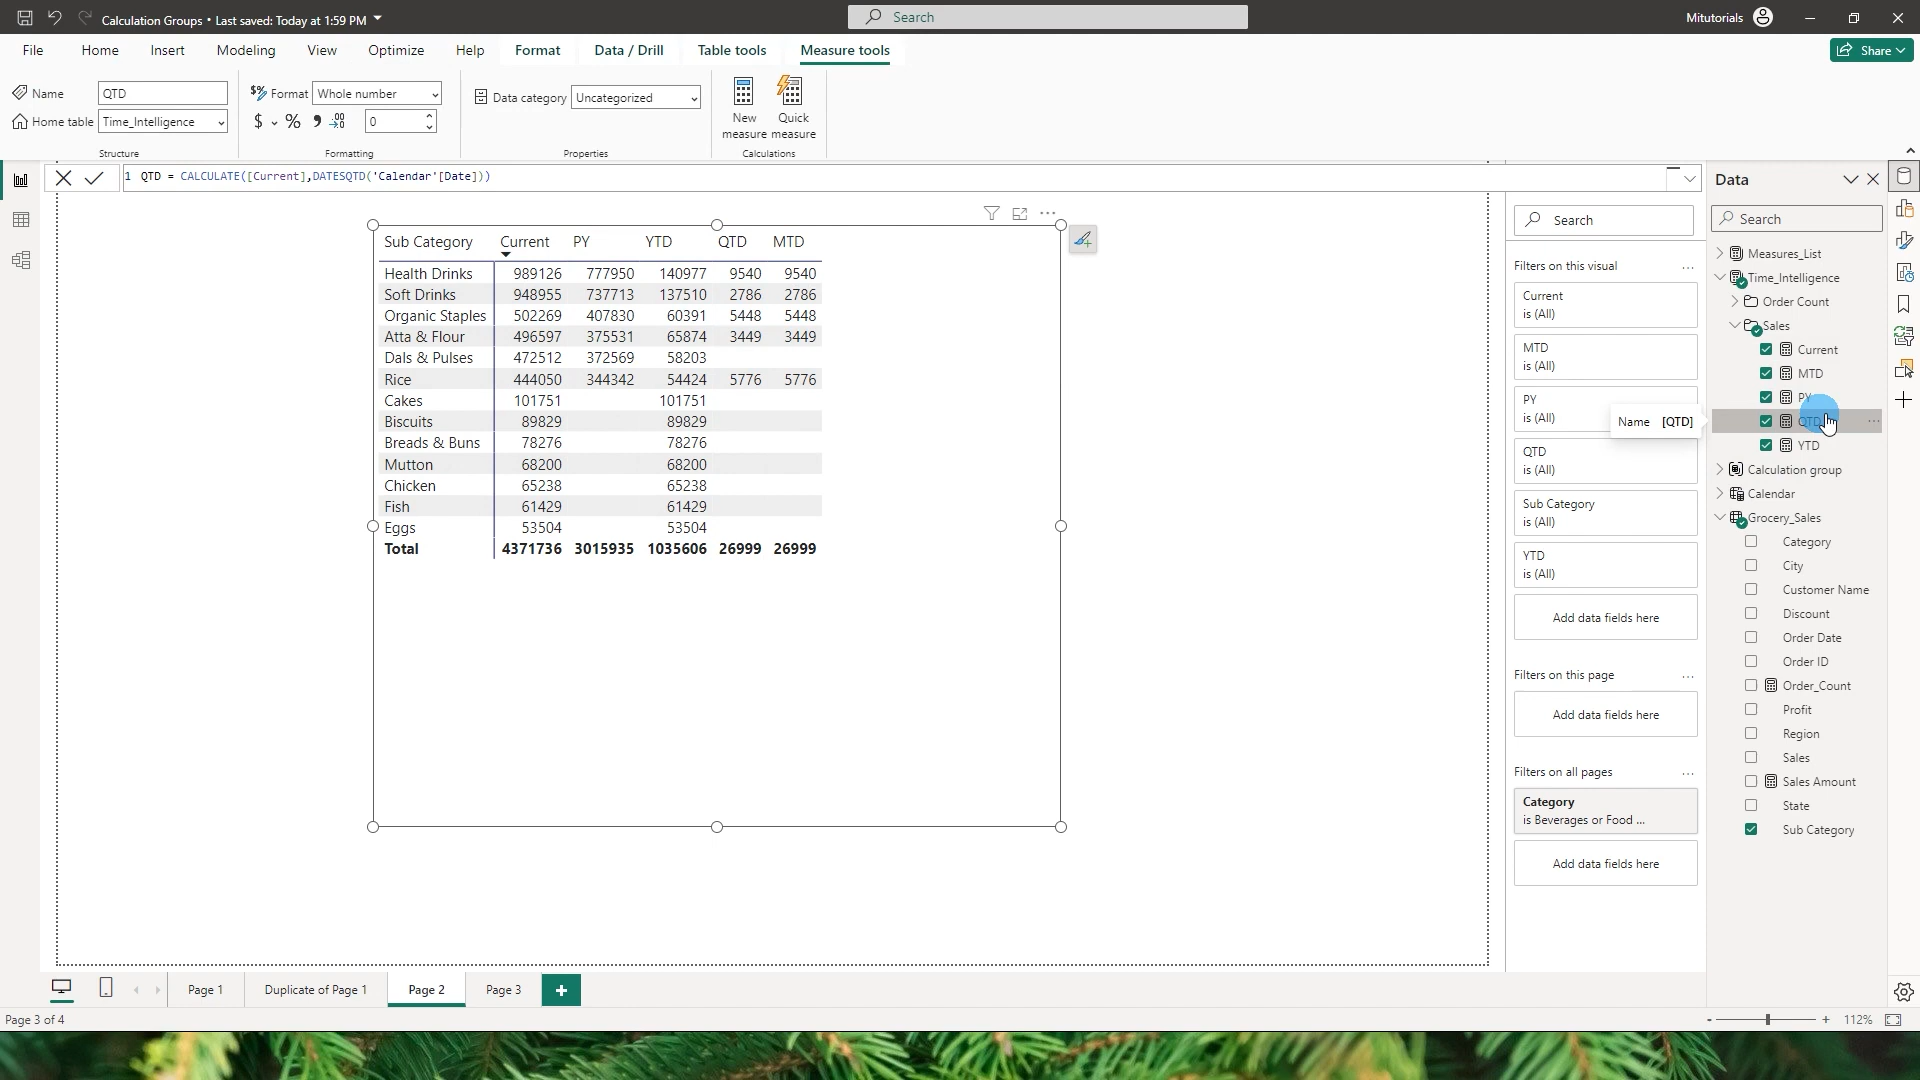 Calculation Groups • Last saved: Today at 1:59 PM
Search
Mitutorials
File Home Insert Modeling View Optimize Help Format Data / Drill Table tools Measure tools
Share
Name QTD
Home table Time_Intelligence
Structure
Format Whole number
$ % 9 0
Formatting
Data category Uncategorized
Properties
New measure
Quick measure
Calculations
1 QTD = CALCULATE([Current],DATESQTD('Calendar'[Date]))
Sub Category Current PY YTD QTD MTD
Health Drinks 989126 777950 140977 9540 9540
Soft Drinks 948955 737713 137510 2786 2786
Organic Staples 502269 407830 60391 5448 5448
Atta & Flour 496597 375531 65874 3449 3449
Dals & Pulses 472512 372569 58203
Rice 444050 344342 54424 5776 5776
Cakes 101751 101751
Biscuits 89829 89829
Breads & Buns 78276 78276
Mutton 68200 68200
Chicken 65238 65238
Fish 61429 61429
Eggs 53504 53504
Total 4371736 3015935 1035606 26999 26999
Search
Filters on this visual ...
Current
is (All)
MTD
is (All)
PY
is (All)
QTD
is (All)
Sub Category
is (All)
YTD
is (All)
Add data fields here
Filters on this page ...
Add data fields here
Filters on all pages ...
Category
is Beverages or Food ...
Add data fields here
Name [QTD]
Data
Search
Measures_List
Time_Intelligence
Order Count
Sales
Current
MTD
PY
QTD
YTD
Calculation group
Calendar
Grocery_Sales
Category
City
Customer Name
Discount
Order Date
Order ID
Order_Count
Profit
Region
Sales
Sales Amount
State
Sub Category
Page 1 Duplicate of Page 1 Page 2 Page 3 +
Page 3 of 4
- + 112%